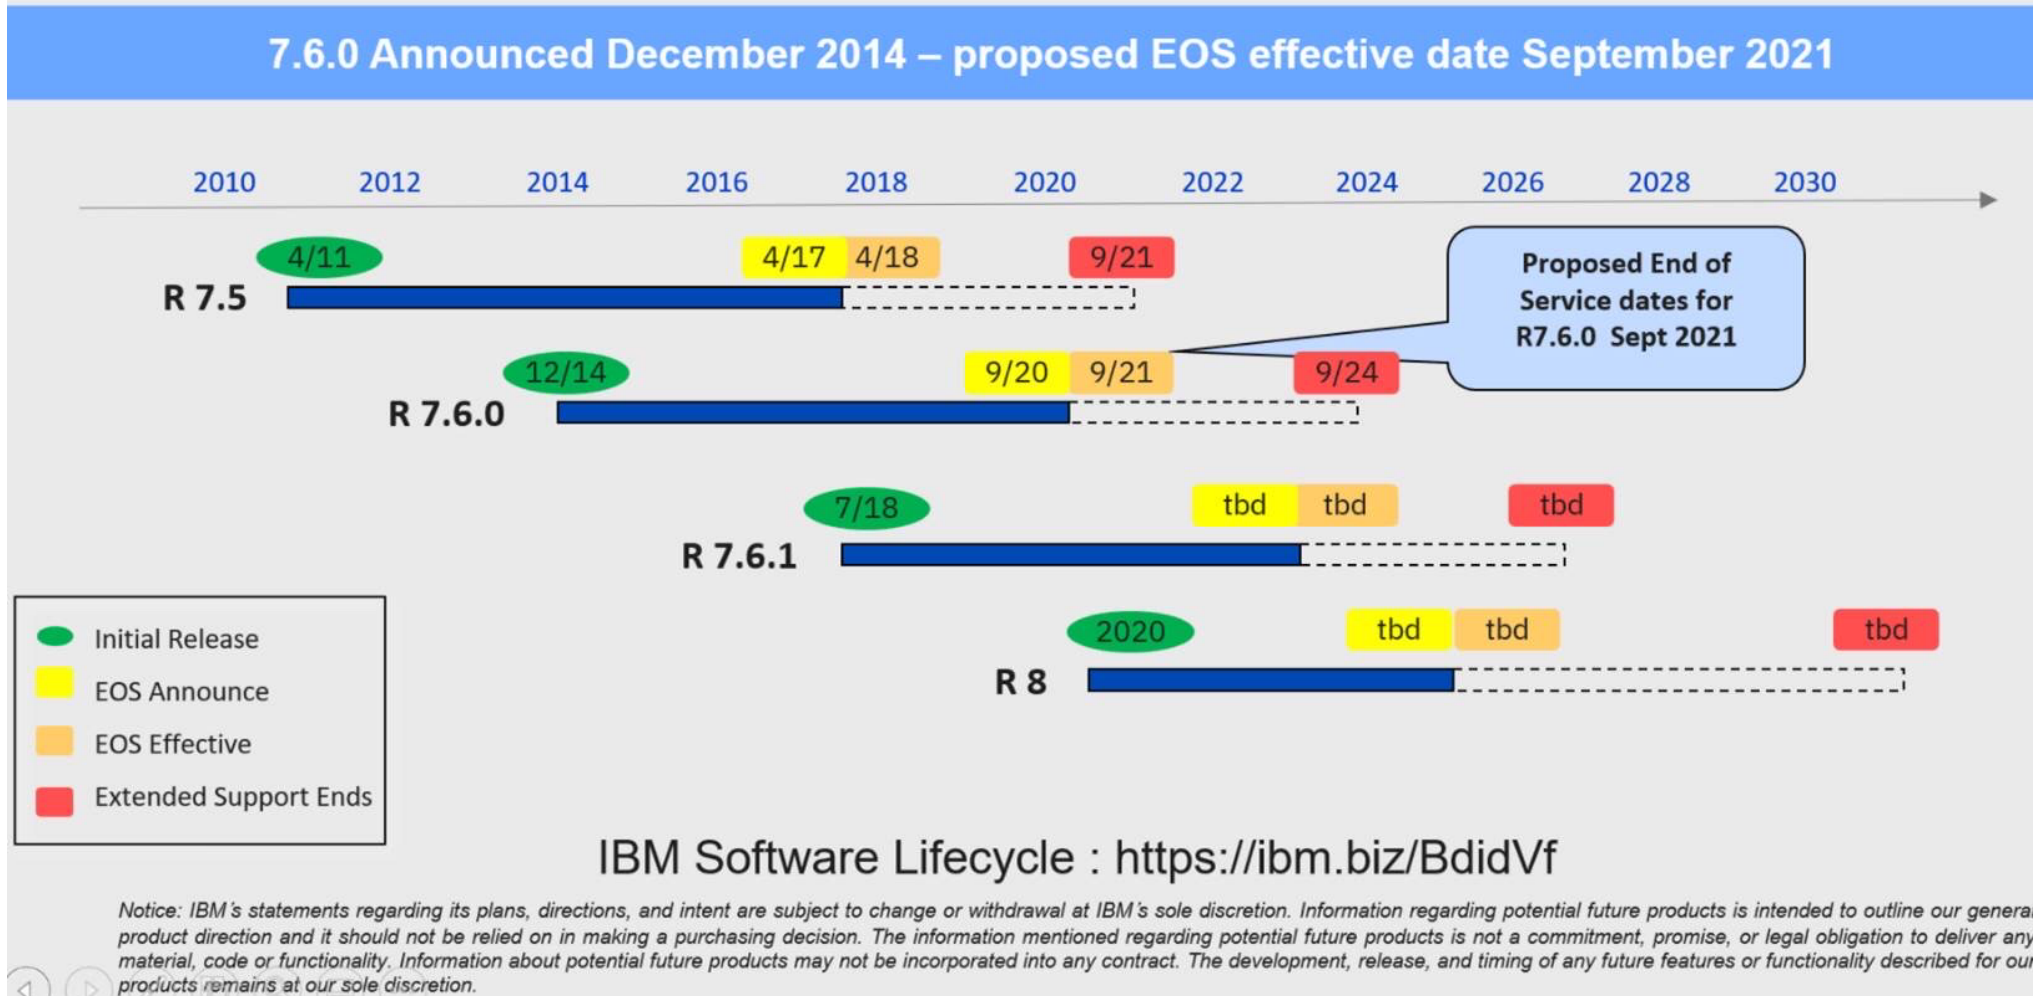 7.6.0 Announced December 2014 – proposed EOS effective date September 2021
2010 2012 2014 2016 2018 2020 2022 2024 2026 2028 2030
4/11 4/17 4/18 9/21
R 7.5
Proposed End of
Service dates for
R7.6.0 Sept 2021
12/14 9/20 9/21 9/24
R 7.6.0
7/18 tbd tbd tbd
R 7.6.1
2020 tbd tbd tbd
R 8
Initial Release
EOS Announce
EOS Effective
Extended Support Ends
IBM Software Lifecycle : https://ibm.biz/BdidVf
Notice: IBM´s statements regarding its plans, directions, and intent are subject to change or withdrawal at IBM´s sole discretion. Information regarding potential future products is intended to outline our general
product direction and it should not be relied on in making a purchasing decision. The information mentioned regarding potential future products is not a commitment, promise, or legal obligation to deliver any
material, code or functionality. Information about potential future products may not be incorporated into any contract. The development, release, and timing of any future features or functionality described for our
products remains at our sole discretion.